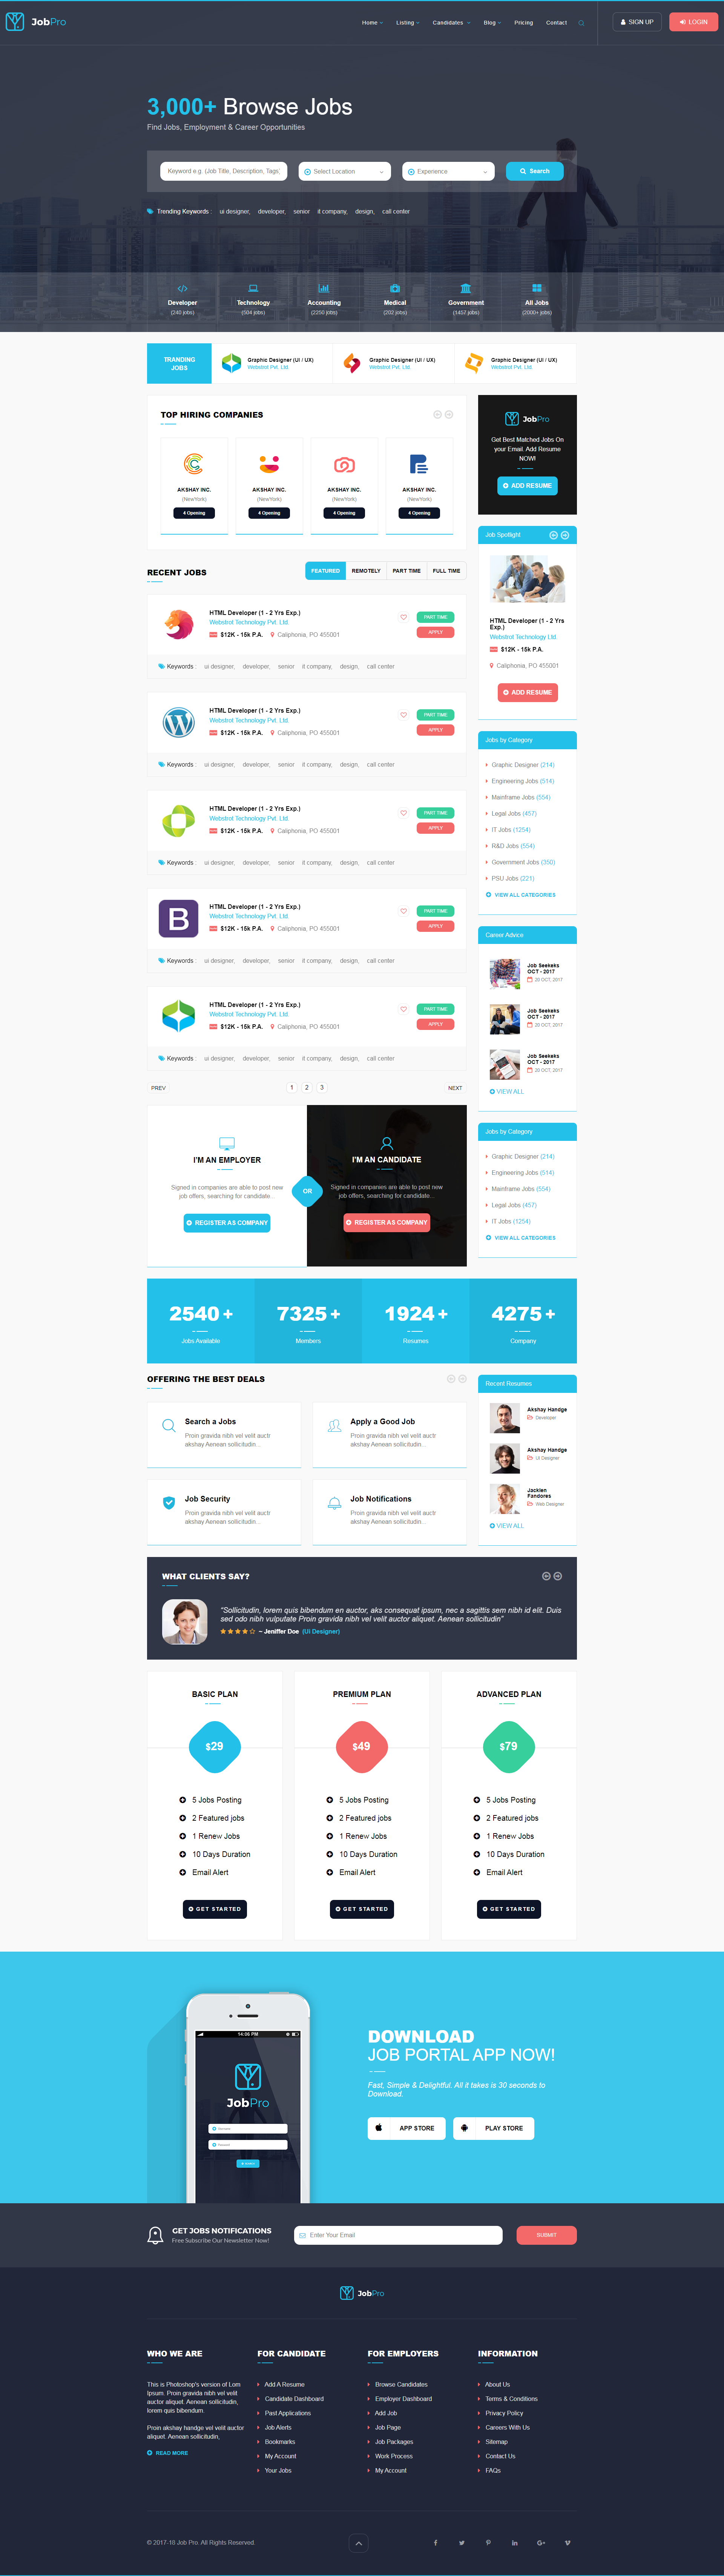 JobPro
Home Listing Candidates Blog Pricing Contact
SIGN UP
LOGIN
3,000+ Browse Jobs
Find Jobs, Employment & Career Opportunities
Keyword e.g. (Job Title, Description, Tags)
Select Location
Experience
Search
Trending Keywords : ui designer, developer, senior it company, design, call center
Developer
(240 jobs)
Technology
(504 jobs)
Accounting
(2250 jobs)
Medical
(202 jobs)
Government
(1457 jobs)
All Jobs
(2000+ jobs)
TRANDING
JOBS
Graphic Designer (UI / UX)
Webstrot Pvt. Ltd.
Graphic Designer (UI / UX)
Webstrot Pvt. Ltd.
Graphic Designer (UI / UX)
Webstrot Pvt. Ltd.
TOP HIRING COMPANIES
AKSHAY INC.
(NewYork)
4 Opening
AKSHAY INC.
(NewYork)
4 Opening
AKSHAY INC.
(NewYork)
4 Opening
AKSHAY INC.
(NewYork)
4 Opening
RECENT JOBS
FEATURED REMOTELY PART TIME FULL TIME
HTML Developer (1 - 2 Yrs Exp.)
Webstrot Technology Pvt. Ltd.
$12K - 15k P.A. Caliphonia, PO 455001
PART TIME
APPLY
Keywords : ui designer, developer, senior it company, design, call center
HTML Developer (1 - 2 Yrs Exp.)
Webstrot Technology Pvt. Ltd.
$12K - 15k P.A. Caliphonia, PO 455001
PART TIME
APPLY
Keywords : ui designer, developer, senior it company, design, call center
HTML Developer (1 - 2 Yrs Exp.)
Webstrot Technology Pvt. Ltd.
$12K - 15k P.A. Caliphonia, PO 455001
PART TIME
APPLY
Keywords : ui designer, developer, senior it company, design, call center
B
HTML Developer (1 - 2 Yrs Exp.)
Webstrot Technology Pvt. Ltd.
$12K - 15k P.A. Caliphonia, PO 455001
PART TIME
APPLY
Keywords : ui designer, developer, senior it company, design, call center
HTML Developer (1 - 2 Yrs Exp.)
Webstrot Technology Pvt. Ltd.
$12K - 15k P.A. Caliphonia, PO 455001
PART TIME
APPLY
Keywords : ui designer, developer, senior it company, design, call center
PREV 1 2 3 NEXT
I'M AN EMPLOYER
Signed in companies are able to post new
job offers, searching for candidate...
REGISTER AS COMPANY
OR
I'M AN CANDIDATE
Signed in companies are able to post new
job offers, searching for candidate...
REGISTER AS COMPANY
JobPro
Get Best Matched Jobs On
your Email. Add Resume
NOW!
ADD RESUME
Job Spotlight
HTML Developer (1 - 2 Yrs
Exp.)
Webstrot Technology Ltd.
$12K - 15k P.A.
Caliphonia, PO 455001
ADD RESUME
Jobs by Category
Graphic Designer (214)
Engineering Jobs (514)
Mainframe Jobs (554)
Legal Jobs (457)
IT Jobs (1254)
R&D Jobs (554)
Government Jobs (350)
PSU Jobs (221)
VIEW ALL CATEGORIES
Career Advice
Job Seekeks
OCT - 2017
20 OCT, 2017
Job Seekeks
OCT - 2017
20 OCT, 2017
Job Seekeks
OCT - 2017
20 OCT, 2017
VIEW ALL
Jobs by Category
Graphic Designer (214)
Engineering Jobs (514)
Mainframe Jobs (554)
Legal Jobs (457)
IT Jobs (1254)
VIEW ALL CATEGORIES
2540 +
Jobs Available
7325 +
Members
1924 +
Resumes
4275 +
Company
OFFERING THE BEST DEALS
Search a Jobs
Proin gravida nibh vel velit auctr
akshay Aenean sollicitudin...
Apply a Good Job
Proin gravida nibh vel velit auctr
akshay Aenean sollicitudin...
Job Security
Proin gravida nibh vel velit auctr
akshay Aenean sollicitudin...
Job Notifications
Proin gravida nibh vel velit auctr
akshay Aenean sollicitudin...
Recent Resumes
Akshay Handge
Developer
Akshay Handge
UI Designer
Jacklen
Fandores
Web Designer
VIEW ALL
WHAT CLIENTS SAY?
“Sollicitudin, lorem quis bibendum en auctor, aks consequat ipsum, nec a sagittis sem nibh id elit. Duis
sed odo nibh vulputate Proin gravida nibh vel velit auctor aliquet. Aenean sollicitudin”
~ Jeniffer Doe (Ui Designer)
BASIC PLAN
$29
5 Jobs Posting
2 Featured jobs
1 Renew Jobs
10 Days Duration
Email Alert
GET STARTED
PREMIUM PLAN
$49
5 Jobs Posting
2 Featured jobs
1 Renew Jobs
10 Days Duration
Email Alert
GET STARTED
ADVANCED PLAN
$79
5 Jobs Posting
2 Featured jobs
1 Renew Jobs
10 Days Duration
Email Alert
GET STARTED
14:06 PM
JobPro
DOWNLOAD
JOB PORTAL APP NOW!
Fast, Simple & Delightful. All it takes is 30 seconds to
Download.
APP STORE
PLAY STORE
GET JOBS NOTIFICATIONS
Free Subscribe Our Newsletter Now!
Enter Your Email
SUBMIT
JobPro
WHO WE ARE
This is Photoshop's version of Lom
Ipsum. Proin gravida nibh vel velit
auctor aliquet. Aenean sollicitudin,
lorem quis bibendum.
Proin akshay handge vel velit auctor
aliquet. Aenean sollicitudin,
READ MORE
FOR CANDIDATE
Add A Resume
Candidate Dashboard
Past Applications
Job Alerts
Bookmarks
My Account
Your Jobs
FOR EMPLOYERS
Browse Candidates
Employer Dashboard
Add Job
Job Page
Job Packages
Work Process
My Account
INFORMATION
About Us
Terms & Conditions
Privacy Policy
Careers With Us
Sitemap
Contact Us
FAQs
© 2017-18 Job Pro. All Rights Reserved.